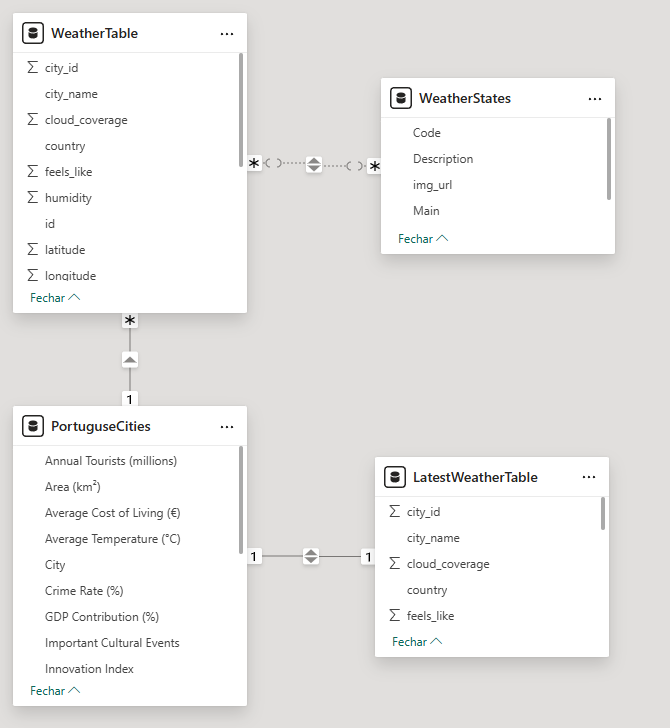 WeatherTable
city_id
city_name
cloud_coverage
country
feels_like
humidity
id
latitude
longitude
Fechar
WeatherStates
Code
Description
img_url
Main
Fechar
*
*
*
1
PortuguseCities
Annual Tourists (millions)
Area (km²)
Average Cost of Living (€)
Average Temperature (°C)
City
Crime Rate (%)
GDP Contribution (%)
Important Cultural Events
Innovation Index
Fechar
1
1
LatestWeatherTable
city_id
city_name
cloud_coverage
country
feels_like
Fechar